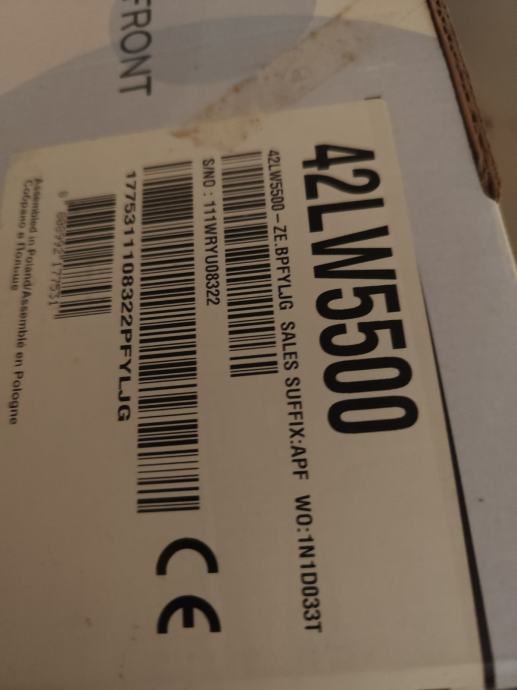 FRONT
42LW5500
42LW5500-ZE.BPFYLJG SALES SUFFIX:APF WO:1N1D033T
S/NO : 111WRYU08322
1775311108322PFYLJG
Assembled in Poland/Assemblé en Pologne
Собрано в Польше